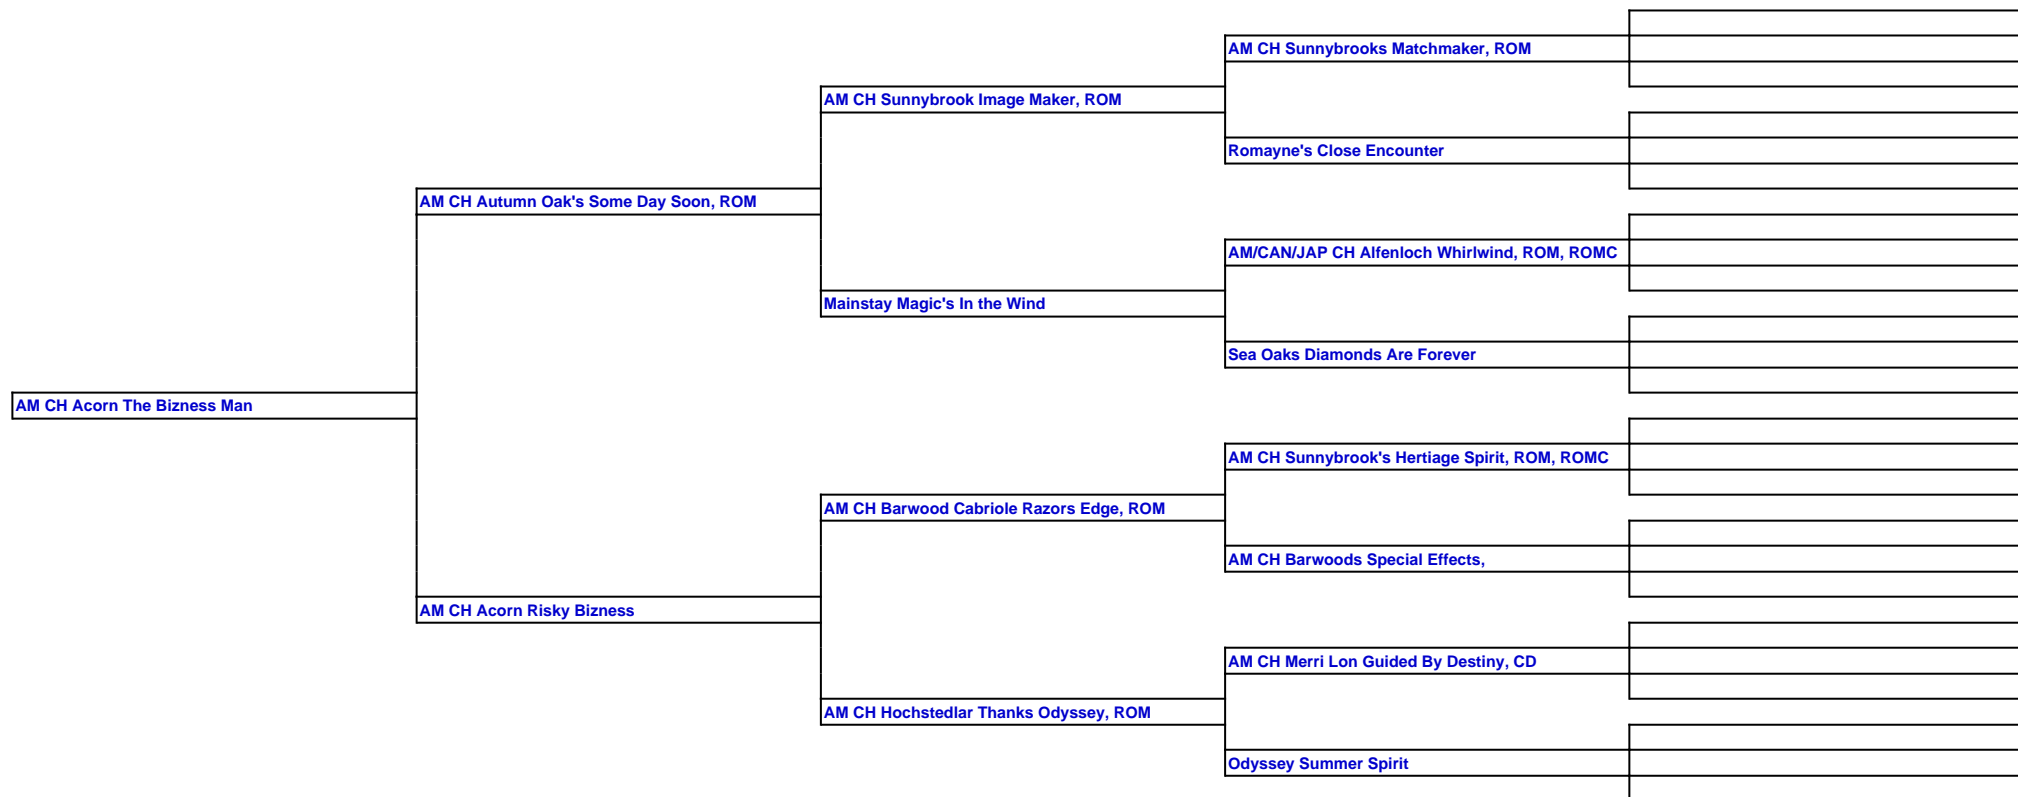 AM CH Sunnybrooks Matchmaker, ROM
AM CH Sunnybrook Image Maker, ROM
Romayne's Close Encounter
AM CH Autumn Oak's Some Day Soon, ROM
AM/CAN/JAP CH Alfenloch Whirlwind, ROM, ROMC
Mainstay Magic's In the Wind
Sea Oaks Diamonds Are Forever
AM CH Acorn The Bizness Man
AM CH Sunnybrook's Hertiage Spirit, ROM, ROMC
AM CH Barwood Cabriole Razors Edge, ROM
AM CH Barwoods Special Effects,
AM CH Acorn Risky Bizness
AM CH Merri Lon Guided By Destiny, CD
AM CH Hochstedlar Thanks Odyssey, ROM
Odyssey Summer Spirit